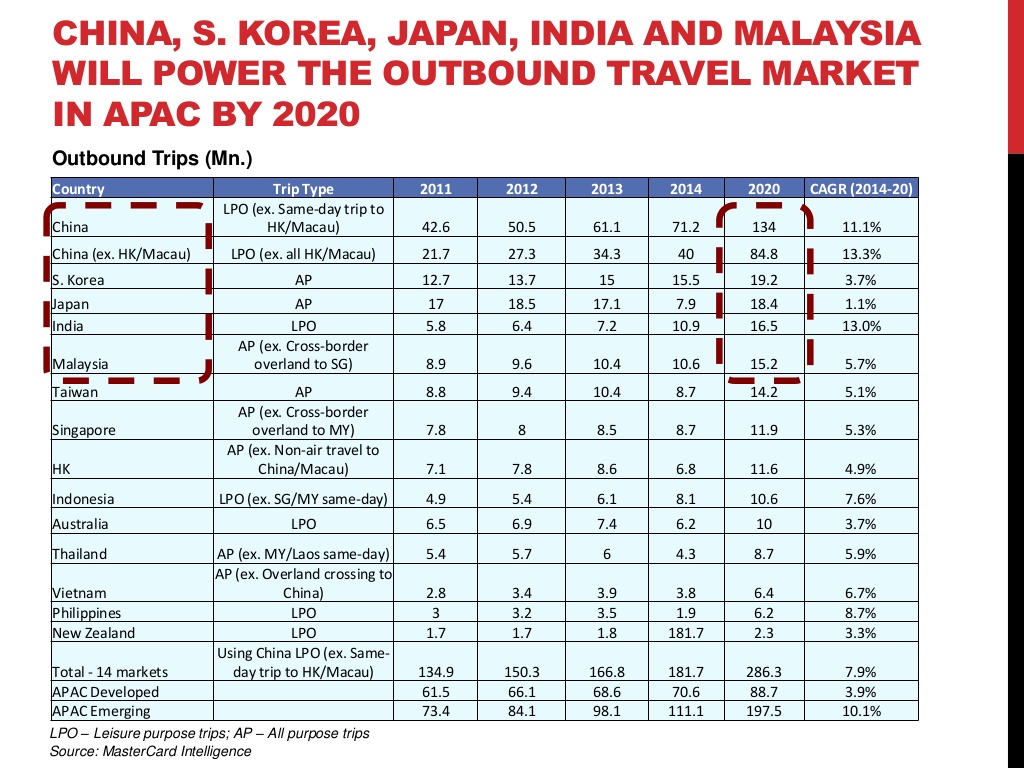 CHINA, S. KOREA, JAPAN, INDIA AND MALAYSIA
WILL POWER THE OUTBOUND TRAVEL MARKET
IN APAC BY 2020
Outbound Trips (Mn.)
Country Trip Type 2011 2012 2013 2014 2020 CAGR (2014-20)
LPO (ex. Same-day trip to
China HK/Macau) 42.6 50.5 61.1 71.2 134 11.1%
China (ex. HK/Macau) LPO (ex. all HK/Macau) 21.7 27.3 34.3 40 84.8 13.3%
S. Korea AP 12.7 13.7 15 15.5 19.2 3.7%
Japan AP 17 18.5 17.1 7.9 18.4 1.1%
India LPO 5.8 6.4 7.2 10.9 16.5 13.0%
AP (ex. Cross-border
Malaysia overland to SG) 8.9 9.6 10.4 10.6 15.2 5.7%
Taiwan AP 8.8 9.4 10.4 8.7 14.2 5.1%
AP (ex. Cross-border
Singapore overland to MY) 7.8 8 8.5 8.7 11.9 5.3%
AP (ex. Non-air travel to
HK China/Macau) 7.1 7.8 8.6 6.8 11.6 4.9%
Indonesia LPO (ex. SG/MY same-day) 4.9 5.4 6.1 8.1 10.6 7.6%
Australia LPO 6.5 6.9 7.4 6.2 10 3.7%
Thailand AP (ex. MY/Laos same-day) 5.4 5.7 6 4.3 8.7 5.9%
AP (ex. Overland crossing to
Vietnam China) 2.8 3.4 3.9 3.8 6.4 6.7%
Philippines LPO 3 3.2 3.5 1.9 6.2 8.7%
New Zealand LPO 1.7 1.7 1.8 181.7 2.3 3.3%
Using China LPO (ex. Same-
Total - 14 markets day trip to HK/Macau) 134.9 150.3 166.8 181.7 286.3 7.9%
APAC Developed 61.5 66.1 68.6 70.6 88.7 3.9%
APAC Emerging 73.4 84.1 98.1 111.1 197.5 10.1%
LPO – Leisure purpose trips; AP – All purpose trips
Source: MasterCard Intelligence